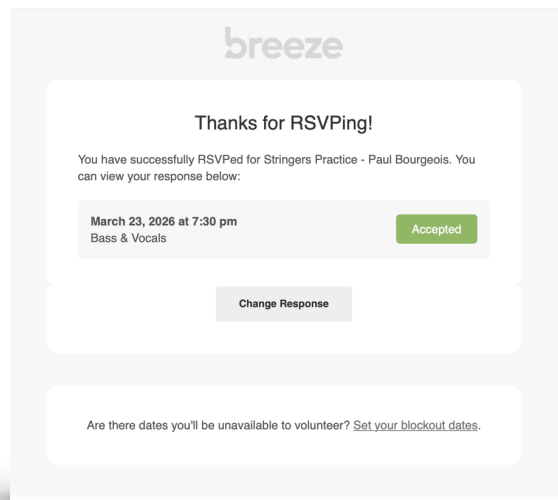 breeze
Thanks for RSVPing!
You have successfully RSVPed for Stringers Practice - Paul Bourgeois. You
can view your response below:
March 23, 2026 at 7:30 pm
Bass & Vocals
Accepted
Change Response
Are there dates you'll be unavailable to volunteer? Set your blockout dates.